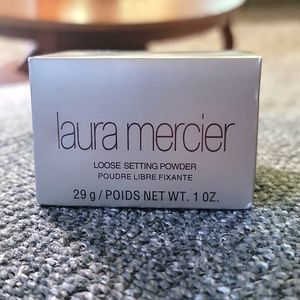 laura mercier
LOOSE SETTING POWDER
POUDRE LIBRE FIXANTE
29 g / POIDS NET WT. 1 OZ.